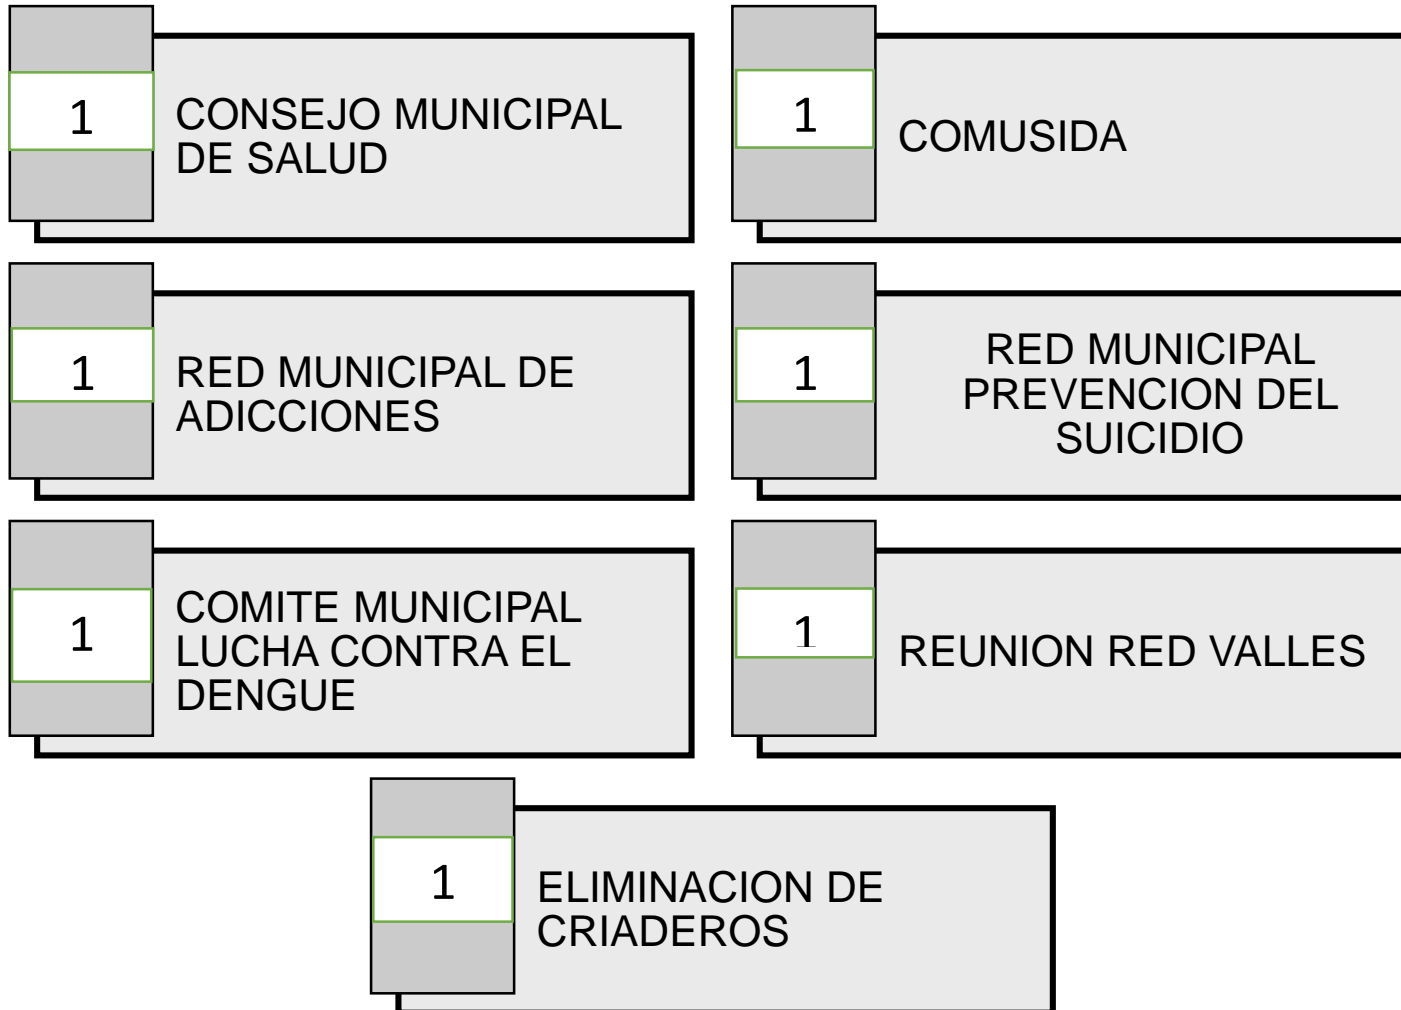 1
CONSEJO MUNICIPAL
DE SALUD
1
COMUSIDA
1
RED MUNICIPAL DE
ADICCIONES
1
RED MUNICIPAL
PREVENCION DEL
SUICIDIO
1
COMITE MUNICIPAL
LUCHA CONTRA EL
DENGUE
1
REUNION RED VALLES
1
ELIMINACION DE
CRIADEROS